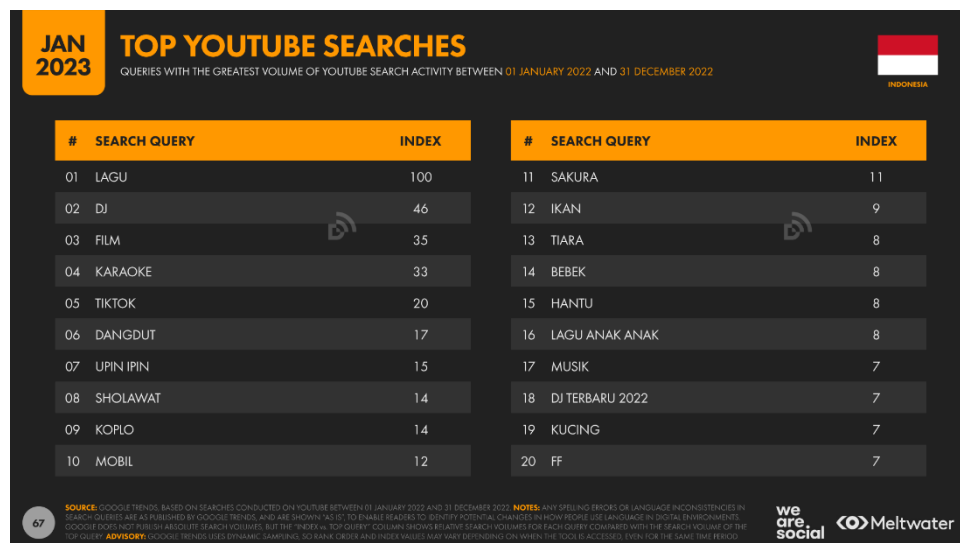 JAN
2023
TOP YOUTUBE SEARCHES
QUERIES WITH THE GREATEST VOLUME OF YOUTUBE SEARCH ACTIVITY BETWEEN 01 JANUARY 2022 AND 31 DECEMBER 2022
INDONESIA
# SEARCH QUERY INDEX
01 LAGU 100
02 DJ 46
03 FILM 35
04 KARAOKE 33
05 TIKTOK 20
06 DANGDUT 17
07 UPIN IPIN 15
08 SHOLAWAT 14
09 KOPLO 14
10 MOBIL 12
# SEARCH QUERY INDEX
11 SAKURA 11
12 IKAN 9
13 TIARA 8
14 BEBEK 8
15 HANTU 8
16 LAGU ANAK ANAK 8
17 MUSIK 7
18 DJ TERBARU 2022 7
19 KUCING 7
20 FF 7
67
SOURCE: GOOGLE TRENDS, BASED ON SEARCHES CONDUCTED ON YOUTUBE BETWEEN 01 JANUARY 2022 AND 31 DECEMBER 2022. NOTES: ANY SPELLING ERRORS OR LANGUAGE INCONSISTENCIES IN
SEARCH QUERIES ARE AS PUBLISHED BY GOOGLE TRENDS, AND ARE SHOWN "AS IS", TO ENABLE READERS TO IDENTIFY POTENTIAL CHANGES IN HOW PEOPLE USE LANGUAGE IN DIGITAL ENVIRONMENTS.
GOOGLE DOES NOT PUBLISH ABSOLUTE SEARCH VOLUMES, BUT THE "INDEX vs. TOP QUERY" COLUMN SHOWS RELATIVE SEARCH VOLUMES FOR EACH QUERY COMPARED WITH THE SEARCH VOLUME OF THE
TOP QUERY. ADVISORY: GOOGLE TRENDS USES DYNAMIC SAMPLING, SO RANK ORDER AND INDEX VALUES MAY VARY DEPENDING ON WHEN THE TOOL IS ACCESSED, EVEN FOR THE SAME TIME PERIOD.
we
are.
social
Meltwater